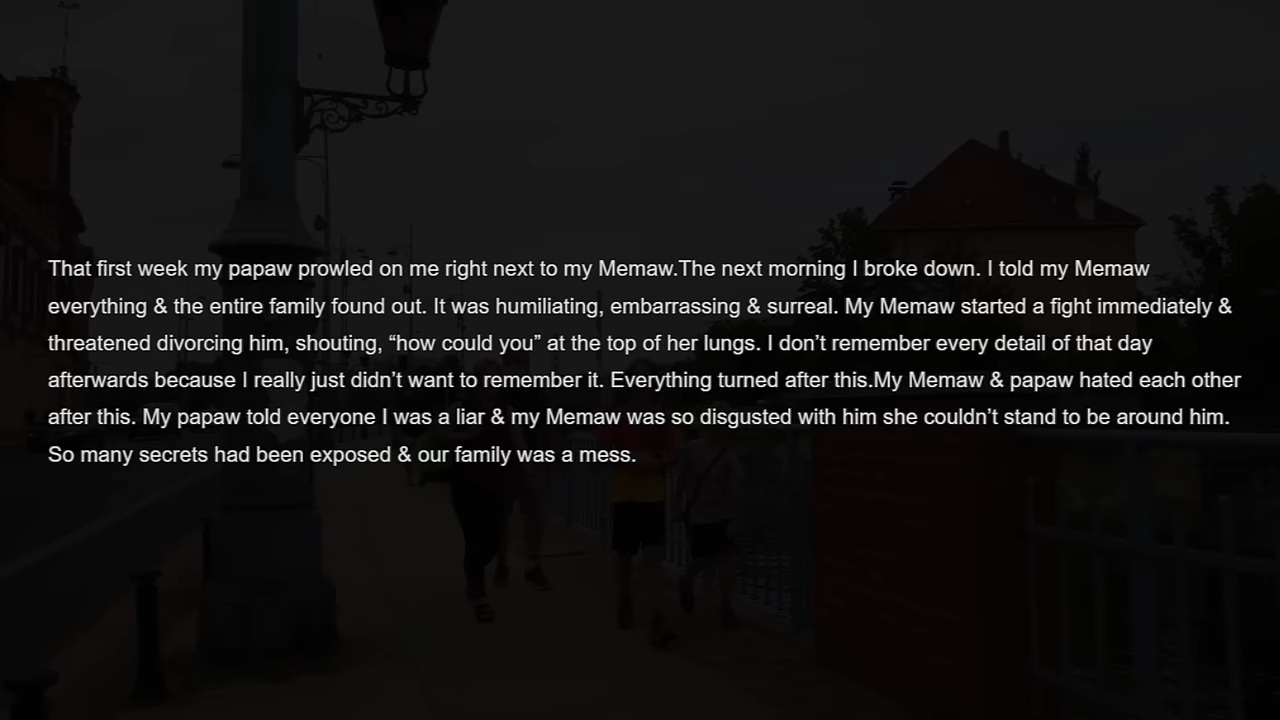 That first week my papaw prowled on me right next to my Memaw.The next morning I broke down. I told my Memaw
everything & the entire family found out. It was humiliating, embarrassing & surreal. My Memaw started a fight immediately &
threatened divorcing him, shouting, “how could you” at the top of her lungs. I don’t remember every detail of that day
afterwards because I really just didn’t want to remember it. Everything turned after this.My Memaw & papaw hated each other
after this. My papaw told everyone I was a liar & my Memaw was so disgusted with him she couldn’t stand to be around him.
So many secrets had been exposed & our family was a mess.